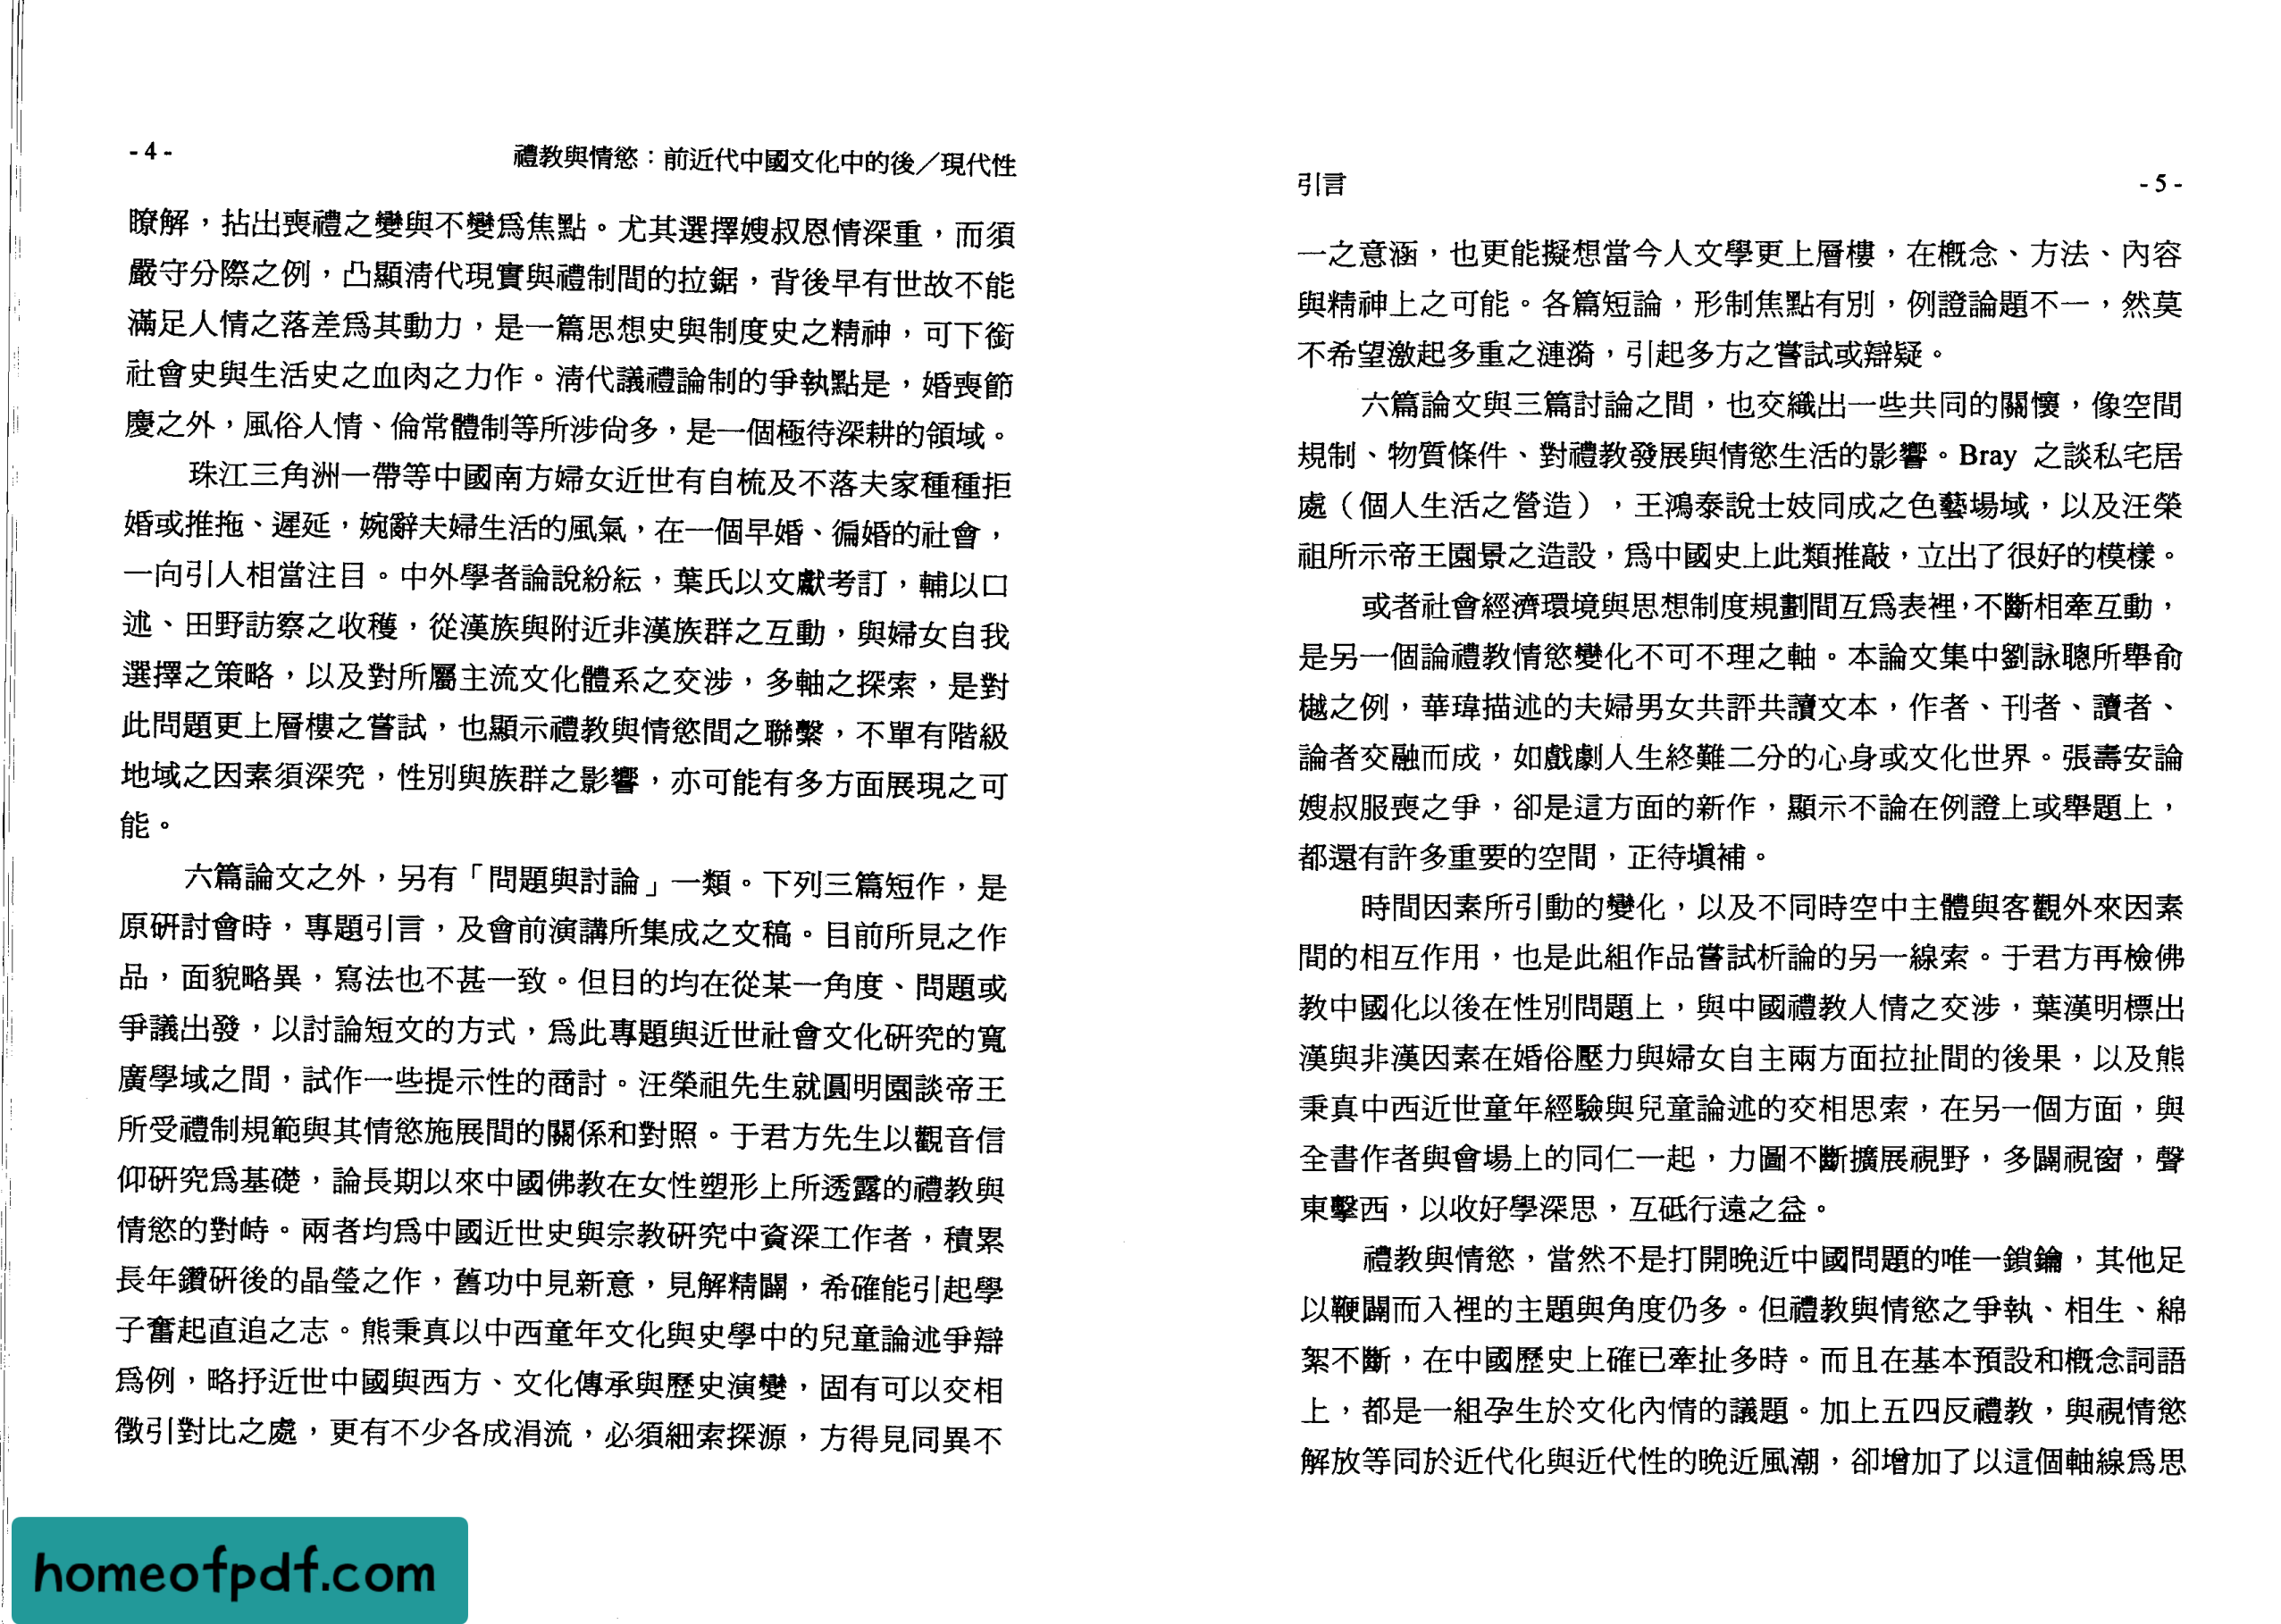 - 4 -
禮教與情慾：前近代中國文化中的後／現代性
瞭解，拈出喪禮之變與不變爲焦點。尤其選擇嫂叔恩情深重，而須
嚴守分際之例，凸顯清代現實與禮制間的拉鋸，背後早有世故不能
滿足人情之落差爲其動力，是一篇思想史與制度史之精神，可下銜
社會史與生活史之血肉之力作。清代議禮論制的爭執點是，婚喪節
慶之外，風俗人情、倫常體制等所涉尙多，是一個極待深耕的領域。
珠江三角洲一帶等中國南方婦女近世有自梳及不落夫家種種拒
婚或推拖、遲延，婉辭夫婦生活的風氣，在一個早婚、徧婚的社會，
一向引人相當注目。中外學者論說紛紜，葉氏以文獻考訂，輔以口
述、田野訪察之收穫，從漢族與附近非漢族群之互動，與婦女自我
選擇之策略，以及對所屬主流文化體系之交涉，多軸之探索，是對
此問題更上層樓之嘗試，也顯示禮教與情慾間之聯繫，不單有階級
地域之因素須深究，性別與族群之影響，亦可能有多方面展現之可
能。
六篇論文之外，另有「問題與討論」一類。下列三篇短作，是
原研討會時，專題引言，及會前演講所集成之文稿。目前所見之作
品，面貌略異，寫法也不甚一致。但目的均在從某一角度、問題或
爭議出發，以討論短文的方式，爲此專題與近世社會文化研究的寬
廣學域之間，試作一些提示性的商討。汪榮祖先生就圓明園談帝王
所受禮制規範與其情慾施展間的關係和對照。于君方先生以觀音信
仰研究爲基礎，論長期以來中國佛教在女性塑形上所透露的禮教與
情慾的對峙。兩者均爲中國近世史與宗教研究中資深工作者，積累
長年鑽研後的晶瑩之作，舊功中見新意，見解精闢，希確能引起學
子奮起直追之志。熊秉真以中西童年文化與史學中的兒童論述爭辯
爲例，略抒近世中國與西方、文化傳承與歷史演變，固有可以交相
徵引對比之處，更有不少各成涓流，必須細索探源，方得見同異不
引言
- 5 -
一之意涵，也更能擬想當今人文學更上層樓，在概念、方法、內容
與精神上之可能。各篇短論，形制焦點有別，例證論題不一，然莫
不希望激起多重之漣漪，引起多方之嘗試或辯疑。
六篇論文與三篇討論之間，也交織出一些共同的關懷，像空間
規制、物質條件、對禮教發展與情慾生活的影響。Bray 之談私宅居
處（個人生活之營造），王鴻泰說士妓同成之色藝場域，以及汪榮
祖所示帝王園景之造設，爲中國史上此類推敲，立出了很好的模樣。
或者社會經濟環境與思想制度規劃間互爲表裡，不斷相牽互動，
是另一個論禮教情慾變化不可不理之軸。本論文集中劉詠聰所舉俞
樾之例，華瑋描述的夫婦男女共評共讀文本，作者、刊者、讀者、
論者交融而成，如戲劇人生終難二分的心身或文化世界。張壽安論
嫂叔服喪之爭，卻是這方面的新作，顯示不論在例證上或舉題上，
都還有許多重要的空間，正待塡補。
時間因素所引動的變化，以及不同時空中主體與客觀外來因素
間的相互作用，也是此組作品嘗試析論的另一線索。于君方再檢佛
教中國化以後在性別問題上，與中國禮教人情之交涉，葉漢明標出
漢與非漢因素在婚俗壓力與婦女自主兩方面拉扯間的後果，以及熊
秉真中西近世童年經驗與兒童論述的交相思索，在另一個方面，與
全書作者與會場上的同仁一起，力圖不斷擴展視野，多闢視窗，聲
東擊西，以收好學深思，互砥行遠之益。
禮教與情慾，當然不是打開晚近中國問題的唯一鎖鑰，其他足
以鞭闢而入裡的主題與角度仍多。但禮教與情慾之爭執、相生、綿
絮不斷，在中國歷史上確已牽扯多時。而且在基本預設和概念詞語
上，都是一組孕生於文化內情的議題。加上五四反禮教，與視情慾
解放等同於近代化與近代性的晚近風潮，卻增加了以這個軸線爲思
homeofpdf.com